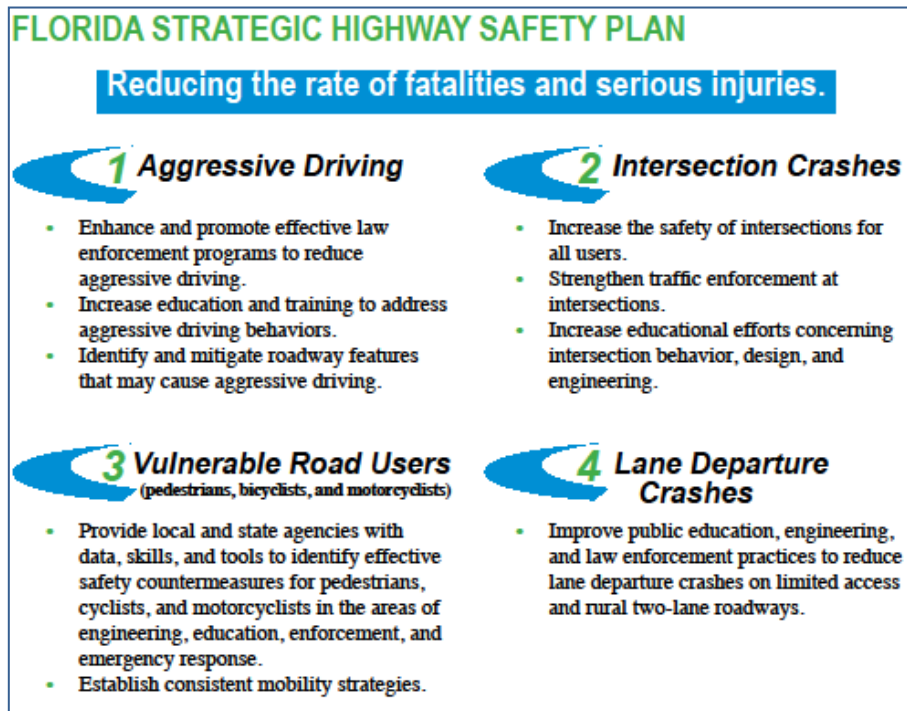 FLORIDA STRATEGIC HIGHWAY SAFETY PLAN
Reducing the rate of fatalities and serious injuries.
1 Aggressive Driving
• Enhance and promote effective law
enforcement programs to reduce
aggressive driving.
• Increase education and training to address
aggressive driving behaviors.
• Identify and mitigate roadway features
that may cause aggressive driving.
2 Intersection Crashes
• Increase the safety of intersections for
all users.
• Strengthen traffic enforcement at
intersections.
• Increase educational efforts concerning
intersection behavior, design, and
engineering.
3 Vulnerable Road Users
(pedestrians, bicyclists, and motorcyclists)
• Provide local and state agencies with
data, skills, and tools to identify effective
safety countermeasures for pedestrians,
cyclists, and motorcyclists in the areas of
engineering, education, enforcement, and
emergency response.
• Establish consistent mobility strategies.
4 Lane Departure
Crashes
• Improve public education, engineering,
and law enforcement practices to reduce
lane departure crashes on limited access
and rural two-lane roadways.